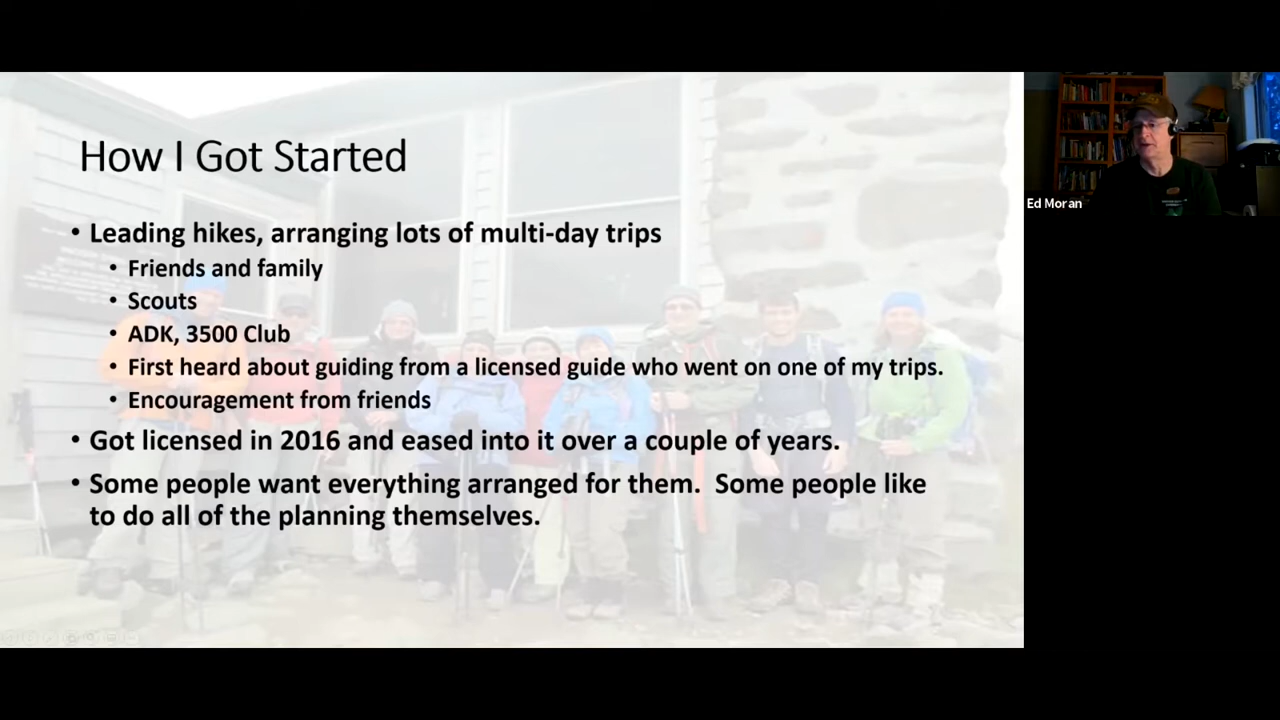 How I Got Started
• Leading hikes, arranging lots of multi-day trips
• Friends and family
• Scouts
• ADK, 3500 Club
• First heard about guiding from a licensed guide who went on one of my trips.
• Encouragement from friends
• Got licensed in 2016 and eased into it over a couple of years.
• Some people want everything arranged for them.  Some people like
to do all of the planning themselves.
Ed Moran